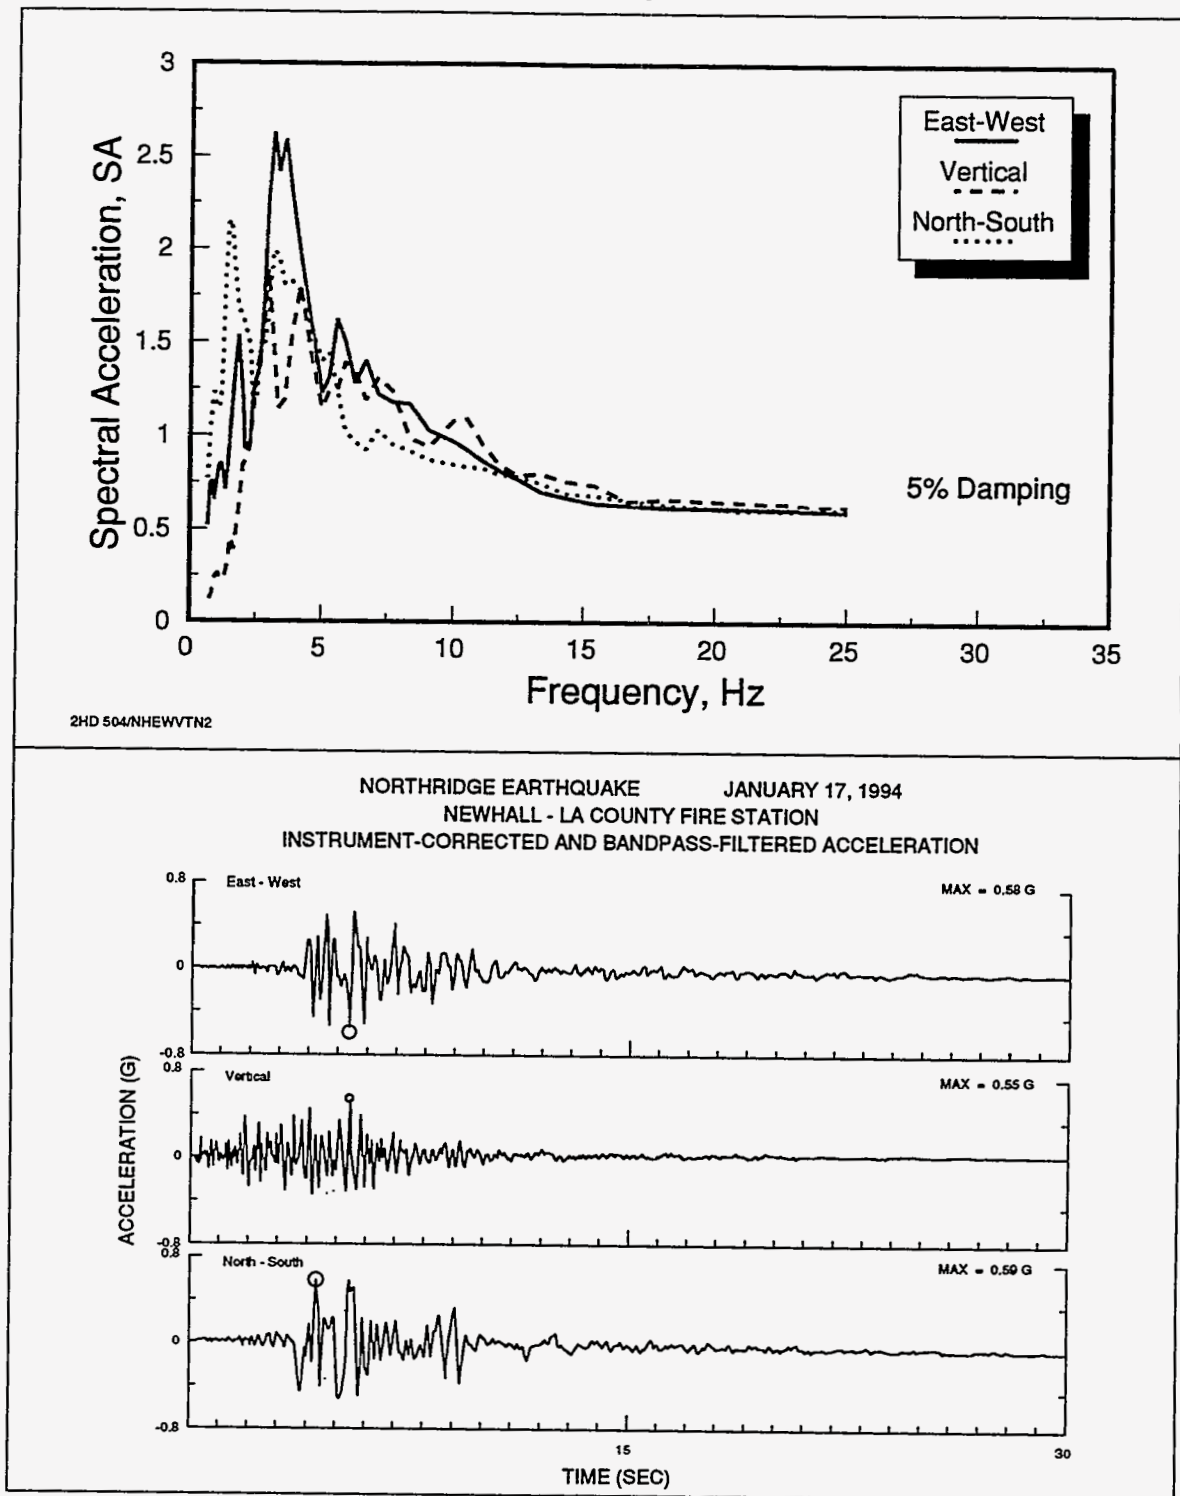 3
2.5
2
1.5
1
0.5
0
Spectral Acceleration, SA
East-West
Vertical
North-South
5% Damping
0 5 10 15 20 25 30 35
Frequency, Hz
2HD 504/NHEWVTN2
NORTHRIDGE EARTHQUAKE JANUARY 17, 1994
NEWHALL - LA COUNTY FIRE STATION
INSTRUMENT-CORRECTED AND BANDPASS-FILTERED ACCELERATION
0.8 East - West MAX = 0.58 G
0
-0.8
0.8 Vertical MAX = 0.55 G
0
-0.8
0.8 North - South MAX = 0.59 G
0
-0.8
ACCELERATION (G)
15 30
TIME (SEC)